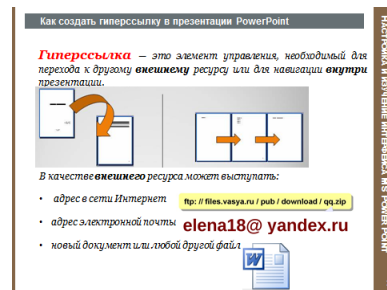 Как создать гиперссылку в презентации PowerPoint
Гиперссылка – это элемент управления, необходимый для
перехода к другому внешнему ресурсу или для навигации внутри
презентации.
В качестве внешнего ресурса может выступать:
• адрес в сети Интернет
ftp: // files.vasya.ru / pub / download / qq.zip
• адрес электронной почты
elena18@ yandex.ru
• новый документ или любой другой файл
W
НАСТРОЙКА И ИЗУЧЕНИЕ ИНТЕРФЕЙСА MS POWER POINT